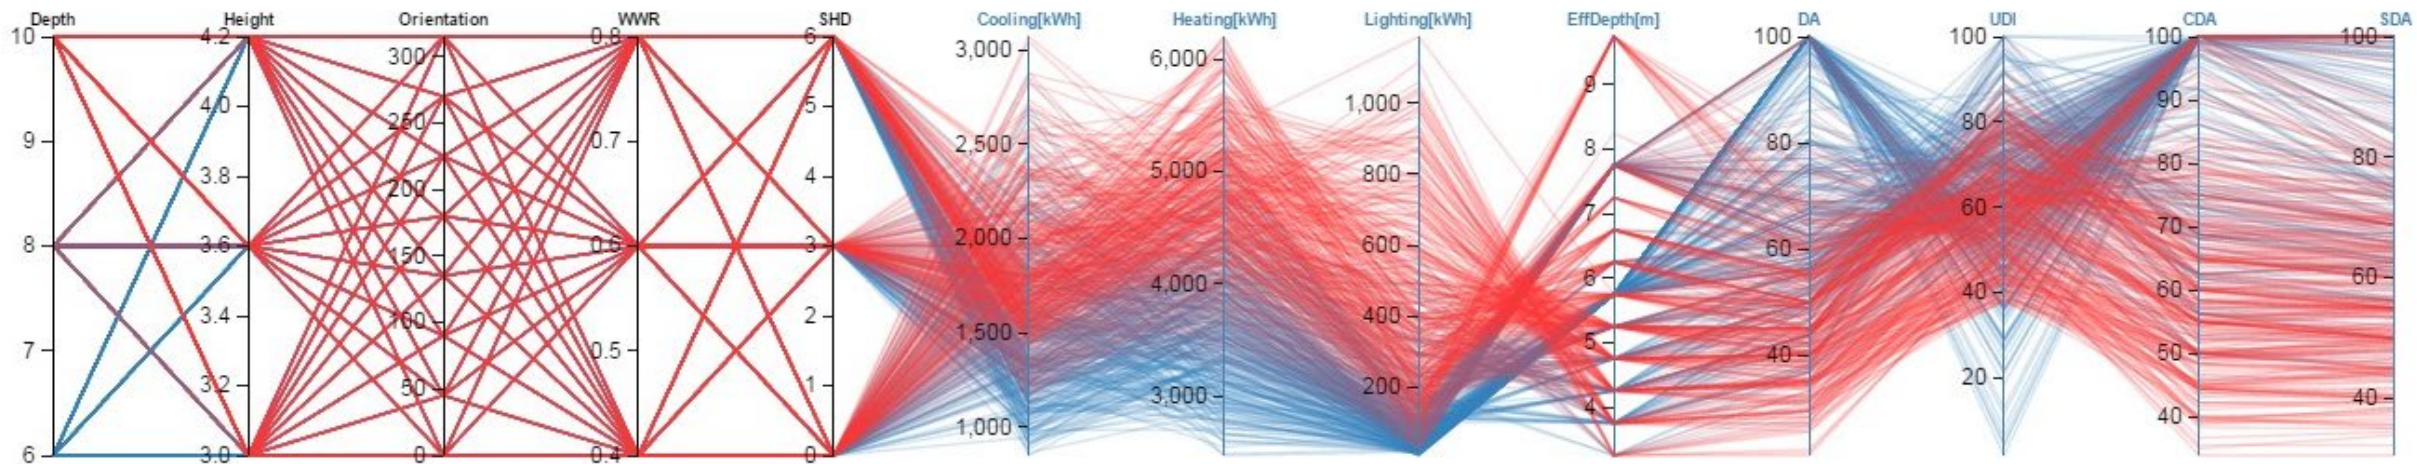 Depth Height Orientation WWR SHD Cooling[kWh] Heating[kWh] Lighting[kWh] EffDepth[m] DA UDI CDA SDA
10 9 8 7 6
4.2 4.0 3.8 3.6 3.4 3.2 3.0
300 250 200 150 100 50 0
0.8 0.7 0.6 0.5 0.4
6 5 4 3 2 1 0
3,000 2,500 2,000 1,500 1,000
6,000 5,000 4,000 3,000
1,000 800 600 400 200
9 8 7 6 5 4
100 80 60 40
100 80 60 40 20
100 90 80 70 60 50 40
100 80 60 40